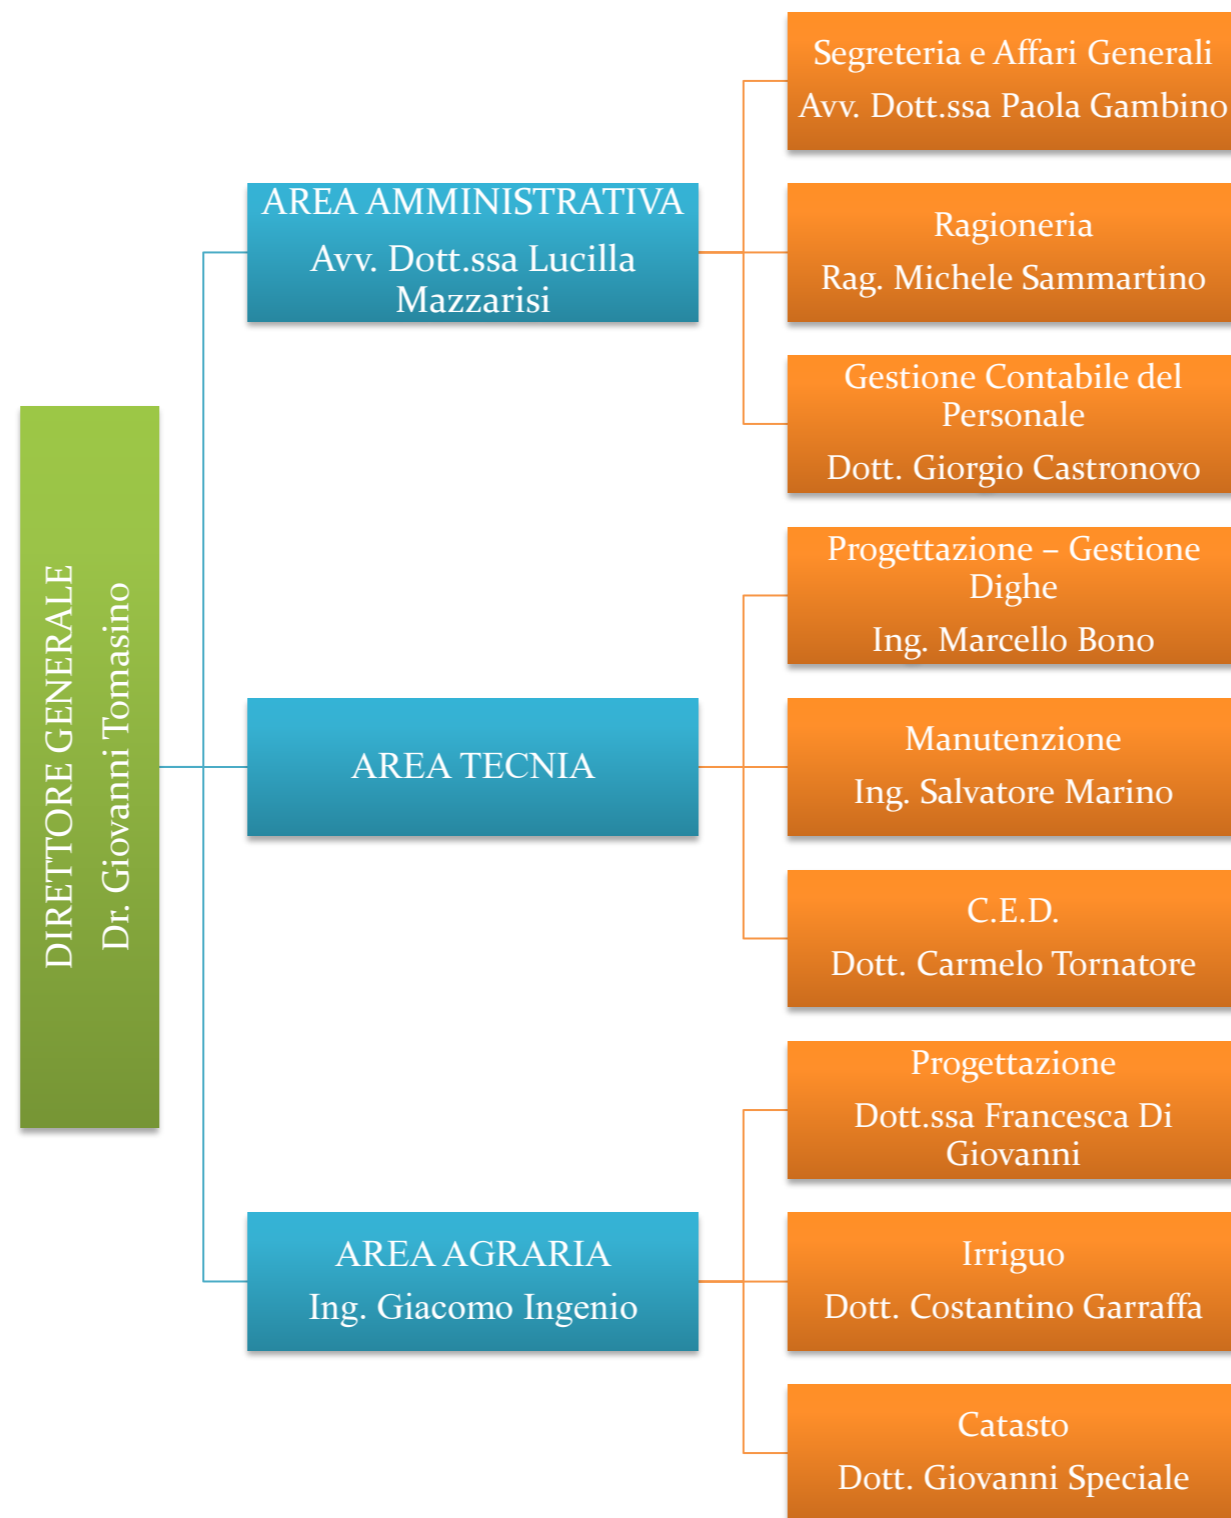 DIRETTORE GENERALE
Dr. Giovanni Tomasino
AREA AMMINISTRATIVA
Avv. Dott.ssa Lucilla
Mazzarisi
Segreteria e Affari Generali
Avv. Dott.ssa Paola Gambino
Ragioneria
Rag. Michele Sammartino
Gestione Contabile del
Personale
Dott. Giorgio Castronovo
AREA TECNIA
Progettazione – Gestione
Dighe
Ing. Marcello Bono
Manutenzione
Ing. Salvatore Marino
C.E.D.
Dott. Carmelo Tornatore
AREA AGRARIA
Ing. Giacomo Ingenio
Progettazione
Dott.ssa Francesca Di
Giovanni
Irriguo
Dott. Costantino Garraffa
Catasto
Dott. Giovanni Speciale